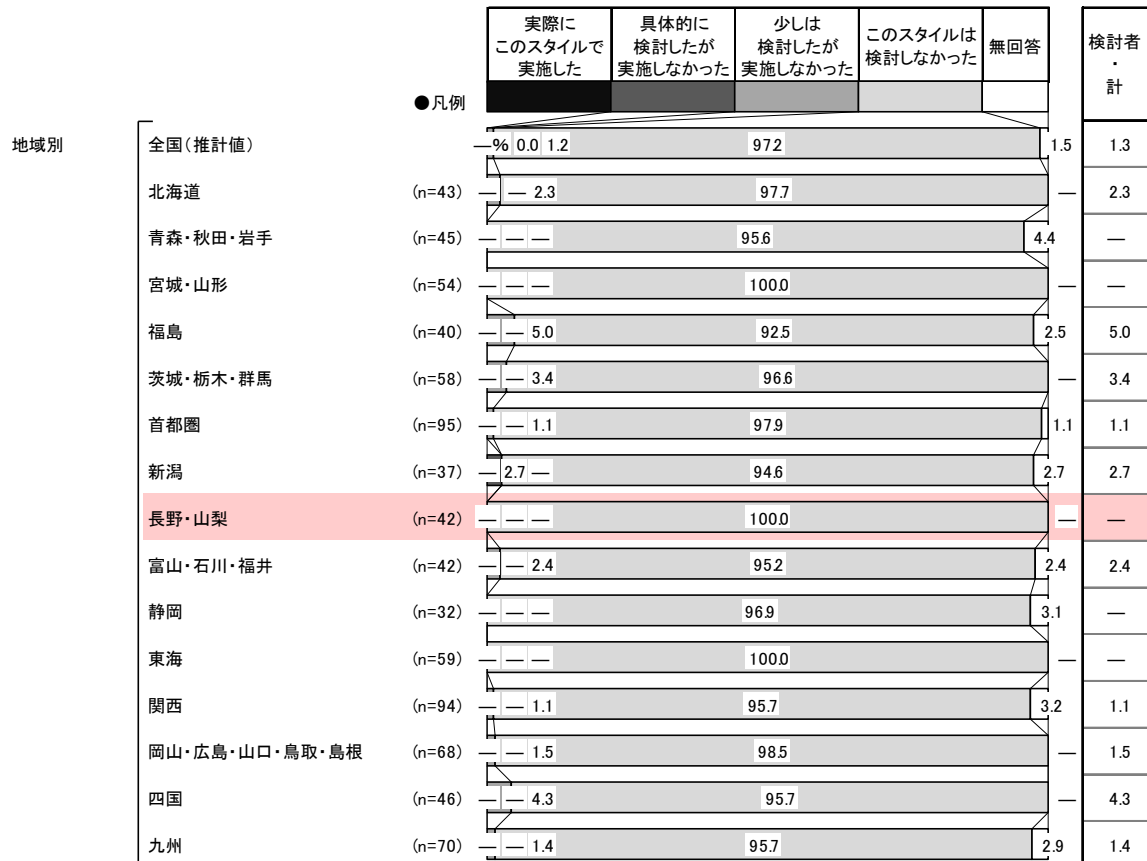 実際に
このスタイルで
実施した
具体的に
検討したが
実施しなかった
少しは
検討したが
実施しなかった
このスタイルは
検討しなかった
無回答
検討者
・
計
●凡例
地域別
全国(推計値) —% 0.0 1.2 97.2 1.5 1.3
北海道 (n=43) — — 2.3 97.7 — 2.3
青森・秋田・岩手 (n=45) — — — 95.6 4.4 —
宮城・山形 (n=54) — — — 100.0 — —
福島 (n=40) — — 5.0 92.5 2.5 5.0
茨城・栃木・群馬 (n=58) — — 3.4 96.6 — 3.4
首都圏 (n=95) — — 1.1 97.9 1.1 1.1
新潟 (n=37) — 2.7 — 94.6 2.7 2.7
長野・山梨 (n=42) — — — 100.0 — —
富山・石川・福井 (n=42) — — 2.4 95.2 2.4 2.4
静岡 (n=32) — — — 96.9 3.1 —
東海 (n=59) — — — 100.0 — —
関西 (n=94) — — 1.1 95.7 3.2 1.1
岡山・広島・山口・鳥取・島根 (n=68) — — 1.5 98.5 — 1.5
四国 (n=46) — — 4.3 95.7 — 4.3
九州 (n=70) — — 1.4 95.7 2.9 1.4